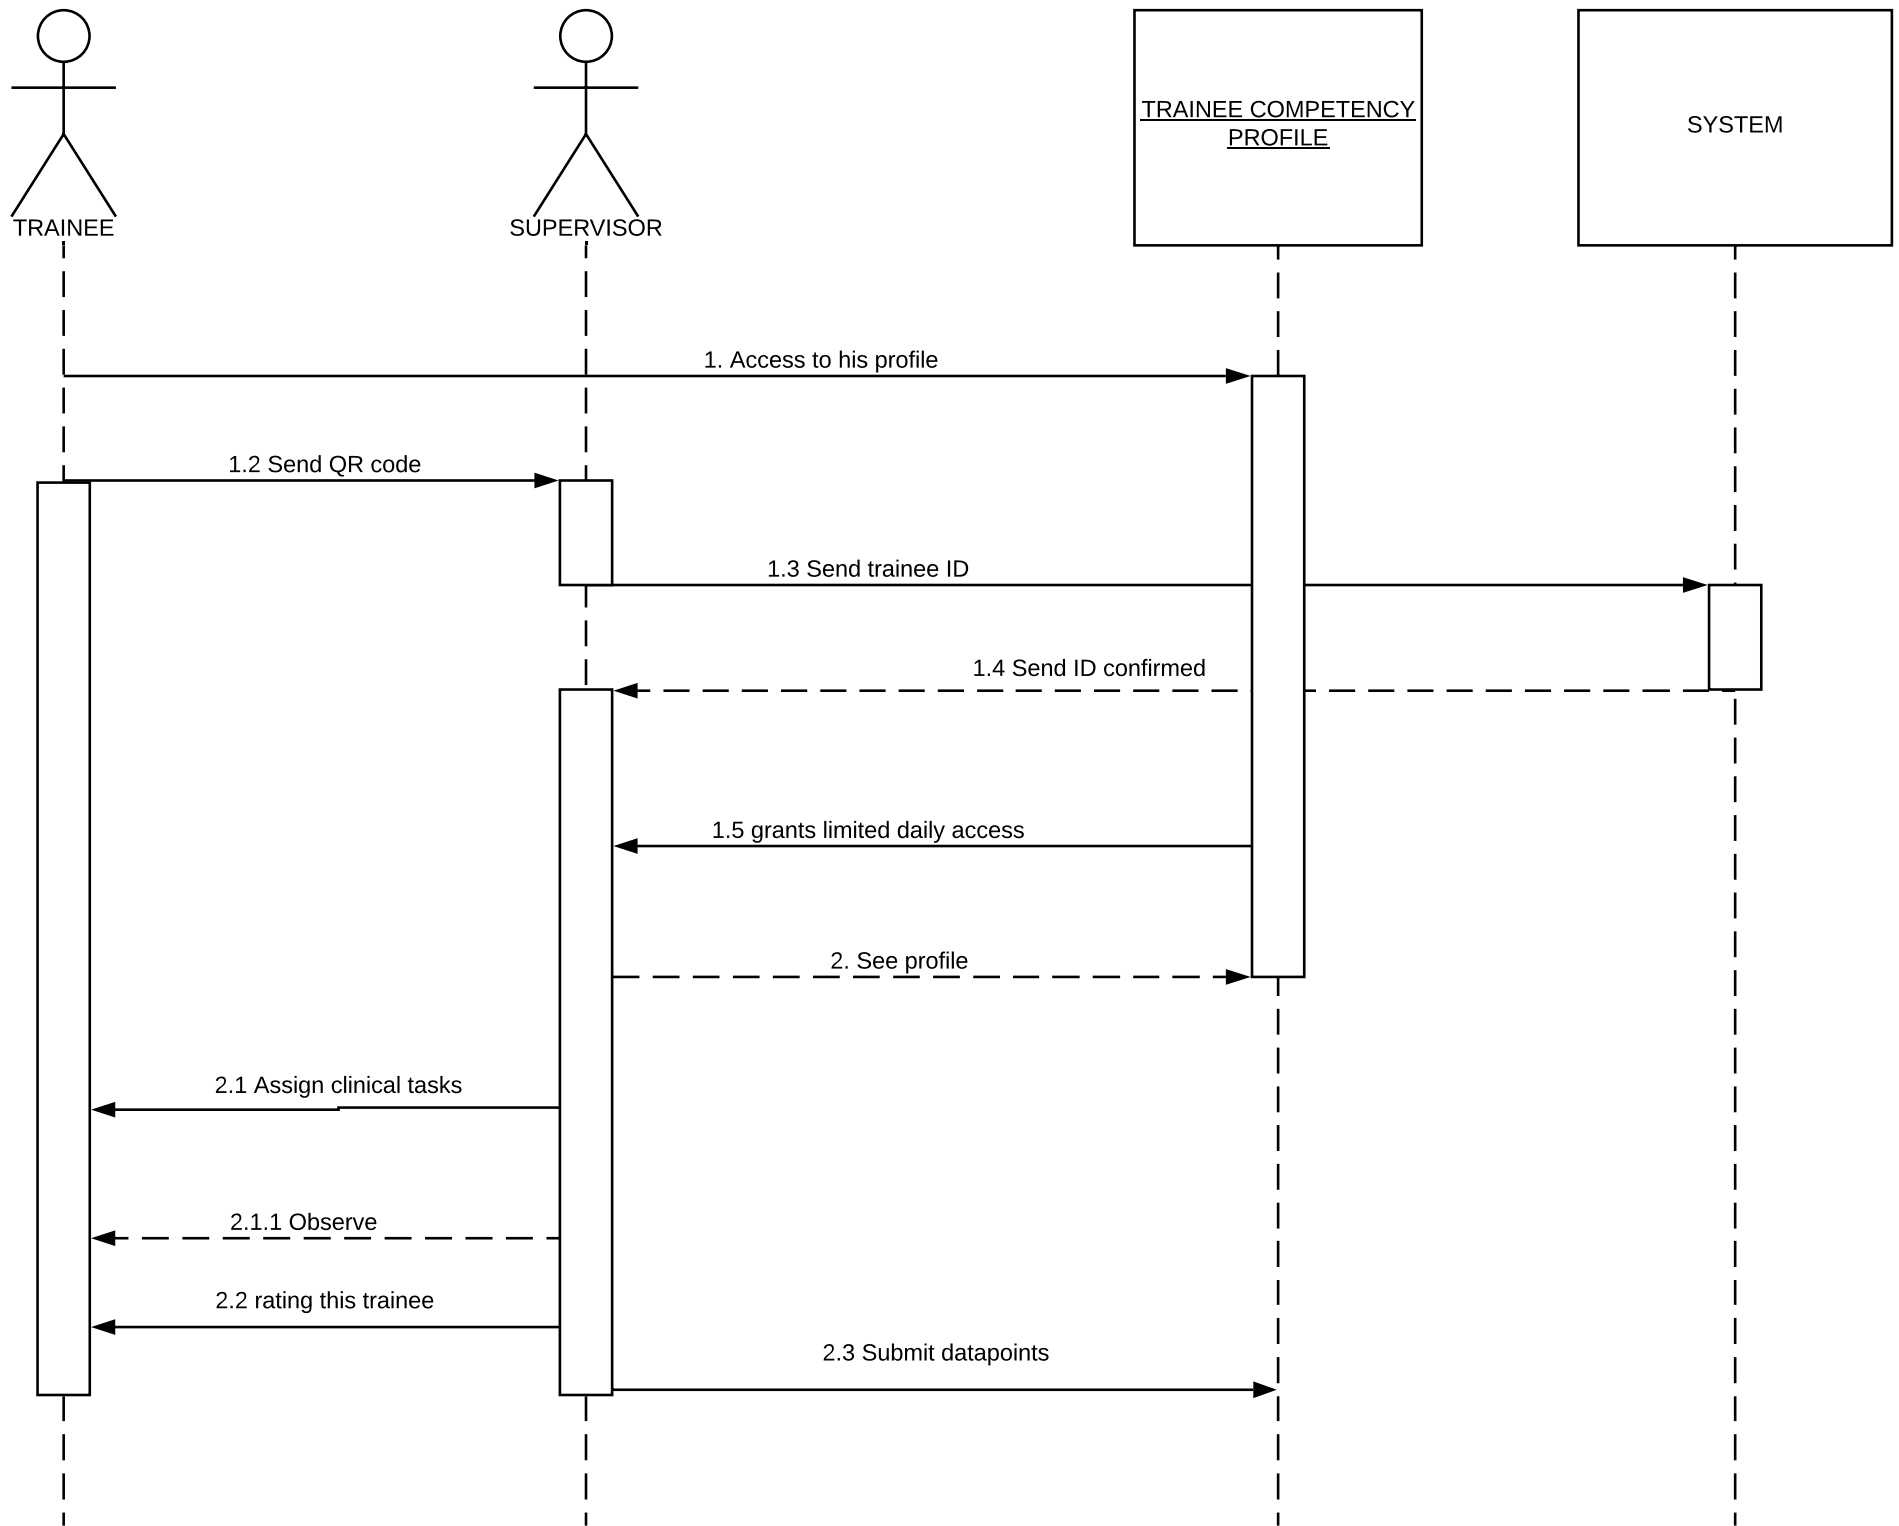 TRAINEE
SUPERVISOR
TRAINEE COMPETENCY
PROFILE
SYSTEM
1. Access to his profile
1.2 Send QR code
1.3 Send trainee ID
1.4 Send ID confirmed
1.5 grants limited daily access
2. See profile
2.1 Assign clinical tasks
2.1.1 Observe
2.2 rating this trainee
2.3 Submit datapoints